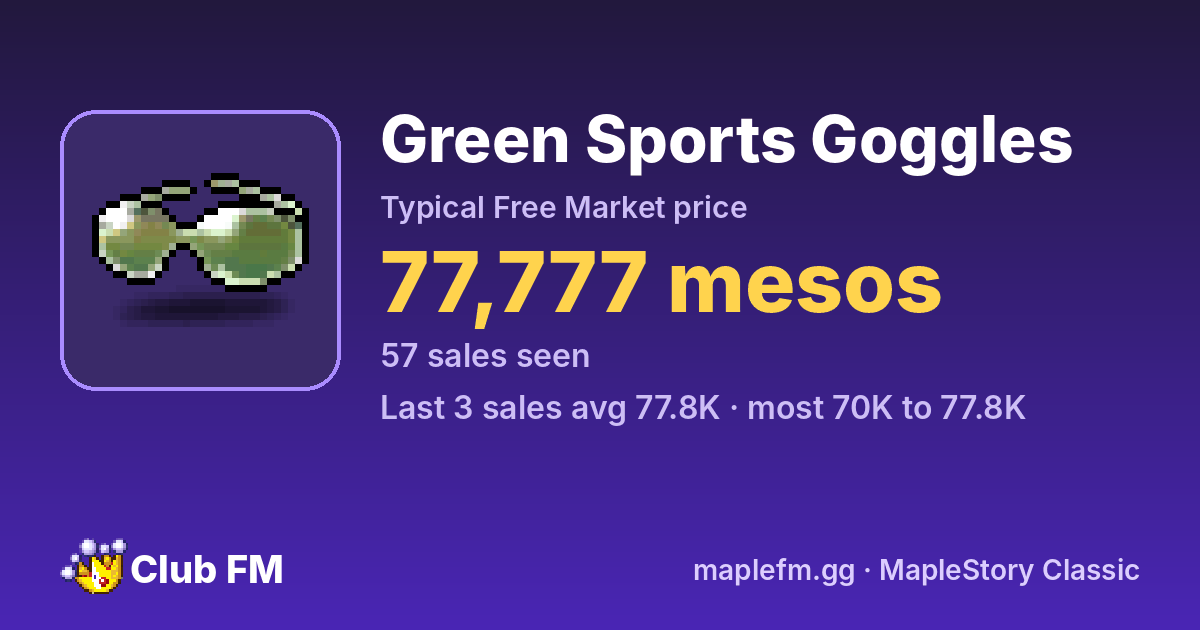 Green Sports Goggles
Typical Free Market price
77,777 mesos
57 sales seen
Last 3 sales avg 77.8K · most 70K to 77.8K
Club FM
maplefm.gg · MapleStory Classic